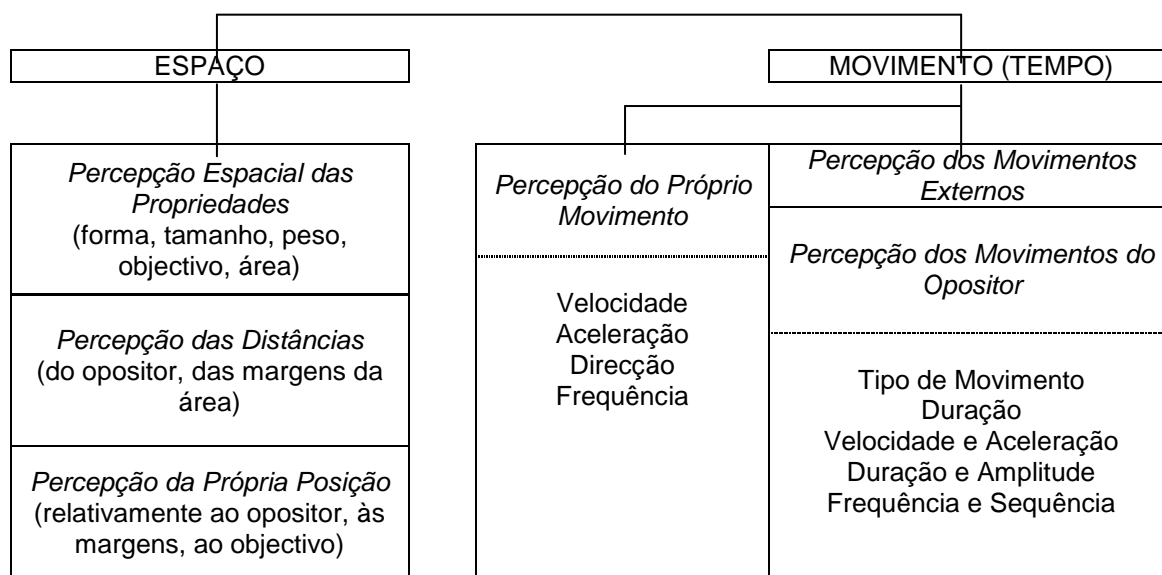 ESPAÇO
MOVIMENTO (TEMPO)
Percepção Espacial das
Propriedades
(forma, tamanho, peso,
objectivo, área)
Percepção das Distâncias
(do opositor, das margens da
área)
Percepção da Própria Posição
(relativamente ao opositor, às
margens, ao objectivo)
Percepção do Próprio
Movimento
Velocidade
Aceleração
Direcção
Frequência
Percepção dos Movimentos
Externos
Percepção dos Movimentos do
Opositor
Tipo de Movimento
Duração
Velocidade e Aceleração
Duração e Amplitude
Frequência e Sequência